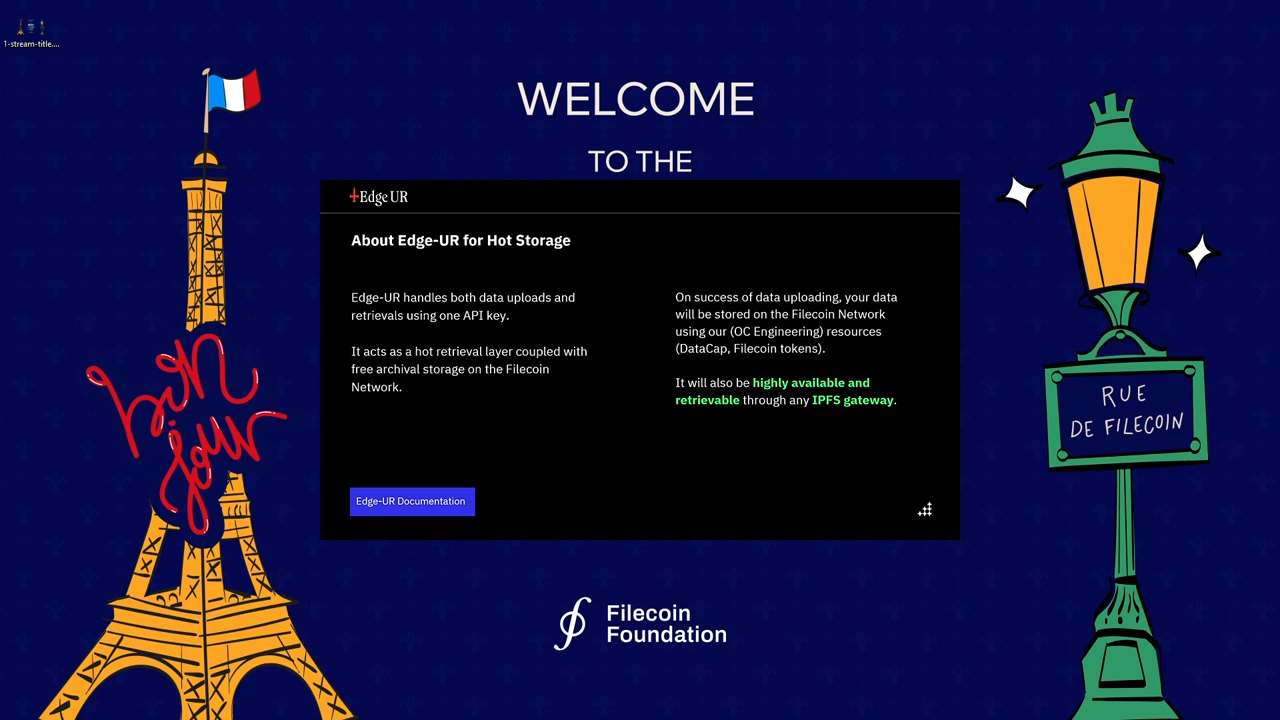 1-stream-title....
WELCOME
TO THE
Edge UR
About Edge-UR for Hot Storage
Edge-UR handles both data uploads and
retrievals using one API key.
It acts as a hot retrieval layer coupled with
free archival storage on the Filecoin
Network.
On success of data uploading, your data
will be stored on the Filecoin Network
using our (OC Engineering) resources
(DataCap, Filecoin tokens).
It will also be highly available and
retrievable through any IPFS gateway.
Edge-UR Documentation
bon
jour
RUE
DE FILECOIN
Filecoin
Foundation